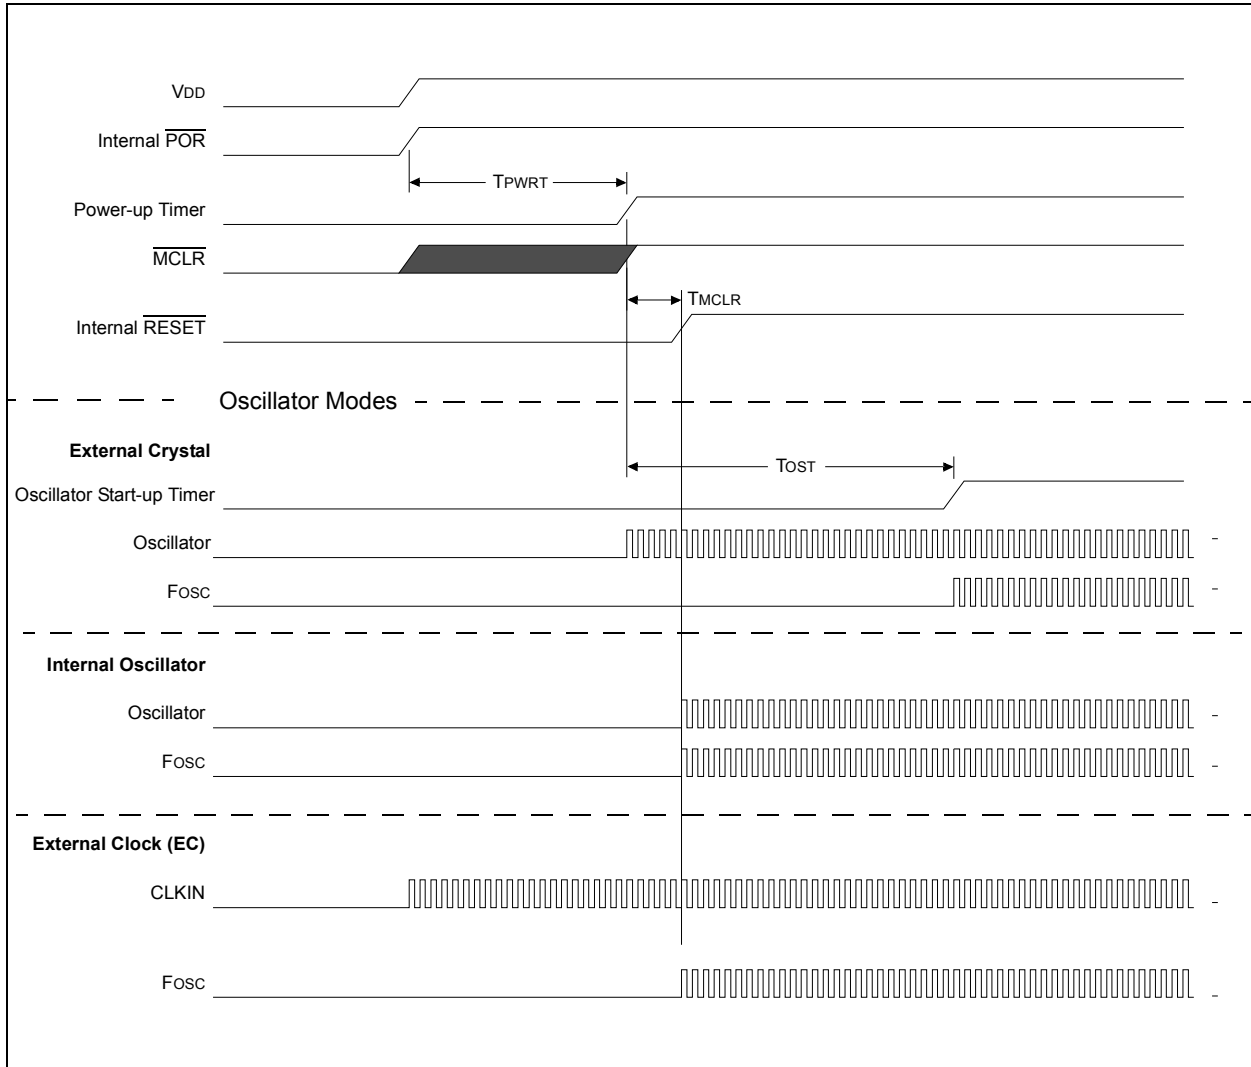 VDD
Internal POR
TPWRT
Power-up Timer
MCLR
TMCLR
Internal RESET
Oscillator Modes
External Crystal
TOST
Oscillator Start-up Timer
Oscillator
FOSC
Internal Oscillator
Oscillator
FOSC
External Clock (EC)
CLKIN
FOSC